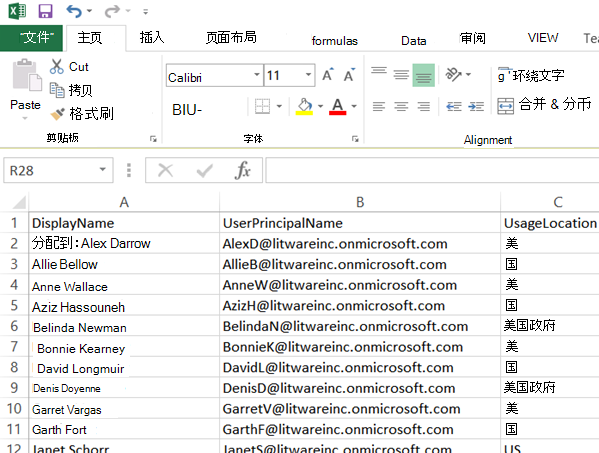 "文件" 主页 插入 页面布局 formulas Data 审阅 VIEW Tea
Cut
拷贝
Paste 格式刷
Calibri 11 A A
BIU- A
g 环绕文字
合并 & 分币
剪贴板 字体 Alignment
R28 fx
A B C
1 DisplayName UserPrincipalName UsageLocation
2 分配到：Alex Darrow AlexD@litwareinc.onmicrosoft.com 美
3 Allie Bellow AllieB@litwareinc.onmicrosoft.com 国
4 Anne Wallace AnneW@litwareinc.onmicrosoft.com 美
5 Aziz Hassouneh AzizH@litwareinc.onmicrosoft.com 国
6 Belinda Newman BelindaN@litwareinc.onmicrosoft.com 美国政府
7 Bonnie Kearney BonnieK@litwareinc.onmicrosoft.com 美
8 David Longmuir DavidL@litwareinc.onmicrosoft.com 国
9 Denis Doyenne DenisD@litwareinc.onmicrosoft.com 美国政府
10 Garret Vargas GarretV@litwareinc.onmicrosoft.com 美
11 Garth Fort GarthF@litwareinc.onmicrosoft.com 国
12 Janet Schorr JanetS@litwareinc.onmicrosoft.com US